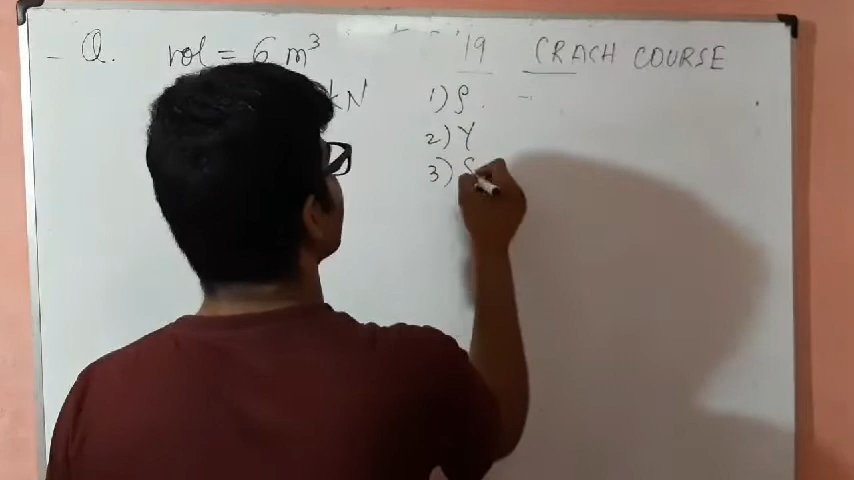 - Q. vol = 6 m³ 19 CRACH COURSE
kN 1) ρ.
2) γ
3) S